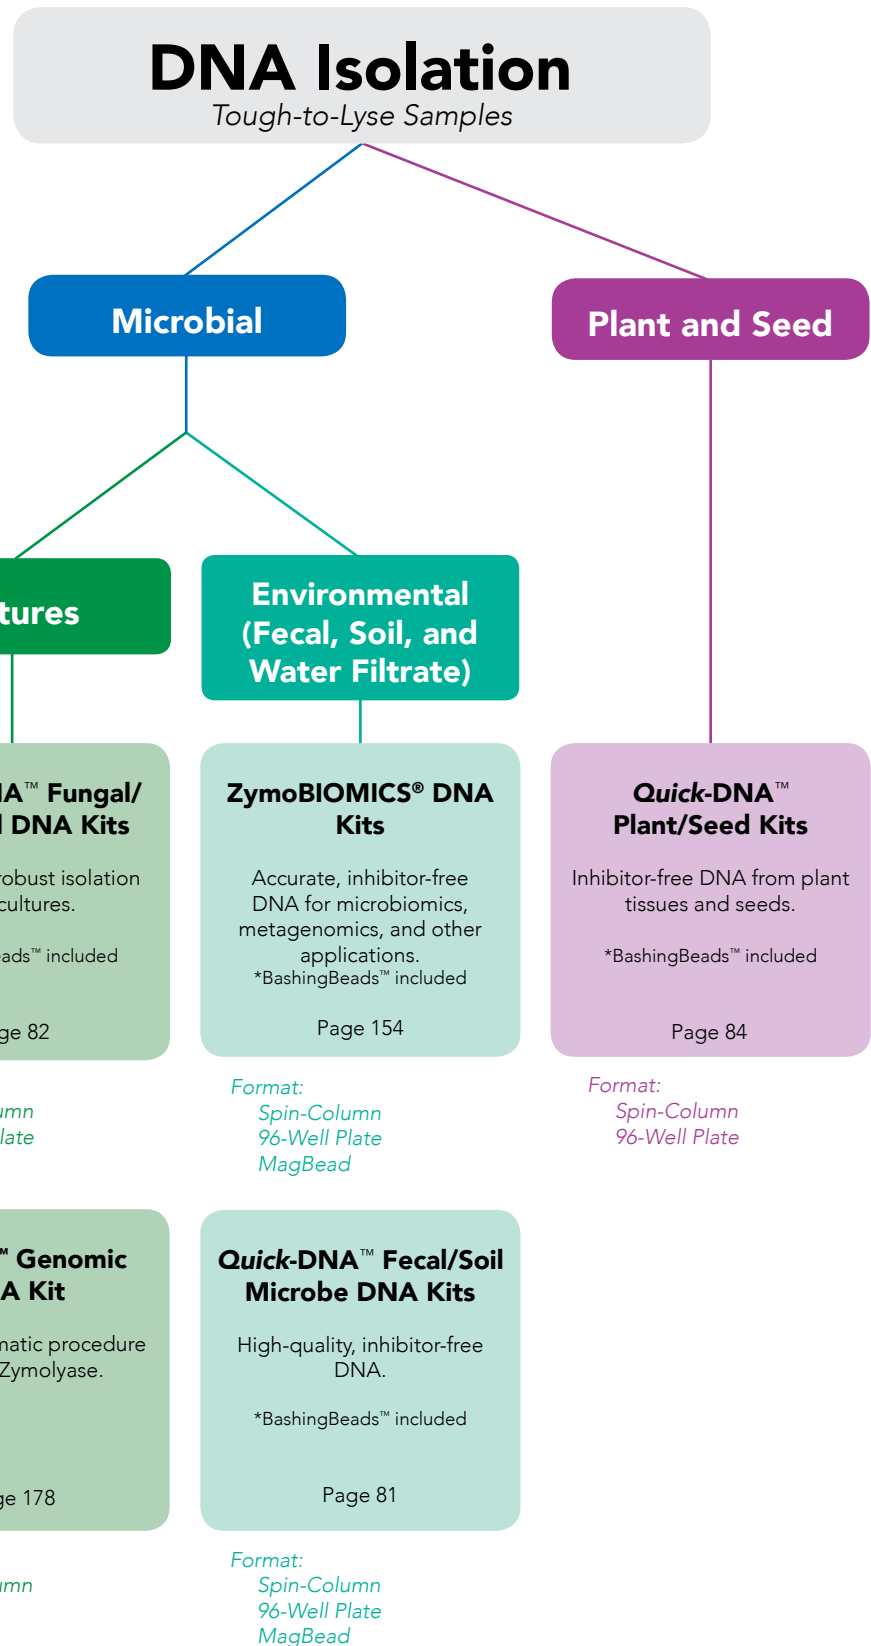 DNA Isolation
Tough-to-Lyse Samples
Microbial
Plant and Seed
tures
Environmental
(Fecal, Soil, and
Water Filtrate)
A™ Fungal/
DNA Kits
robust isolation
cultures.
eads™ included
ge 82
umn
late
ZymoBIOMICS® DNA
Kits
Accurate, inhibitor-free
DNA for microbiomics,
metagenomics, and other
applications.
*BashingBeads™ included
Page 154
Format:
Spin-Column
96-Well Plate
MagBead
Quick-DNA™
Plant/Seed Kits
Inhibitor-free DNA from plant
tissues and seeds.
*BashingBeads™ included
Page 84
Format:
Spin-Column
96-Well Plate
™ Genomic
A Kit
matic procedure
Zymolyase.
ge 178
umn
Quick-DNA™ Fecal/Soil
Microbe DNA Kits
High-quality, inhibitor-free
DNA.
*BashingBeads™ included
Page 81
Format:
Spin-Column
96-Well Plate
MagBead